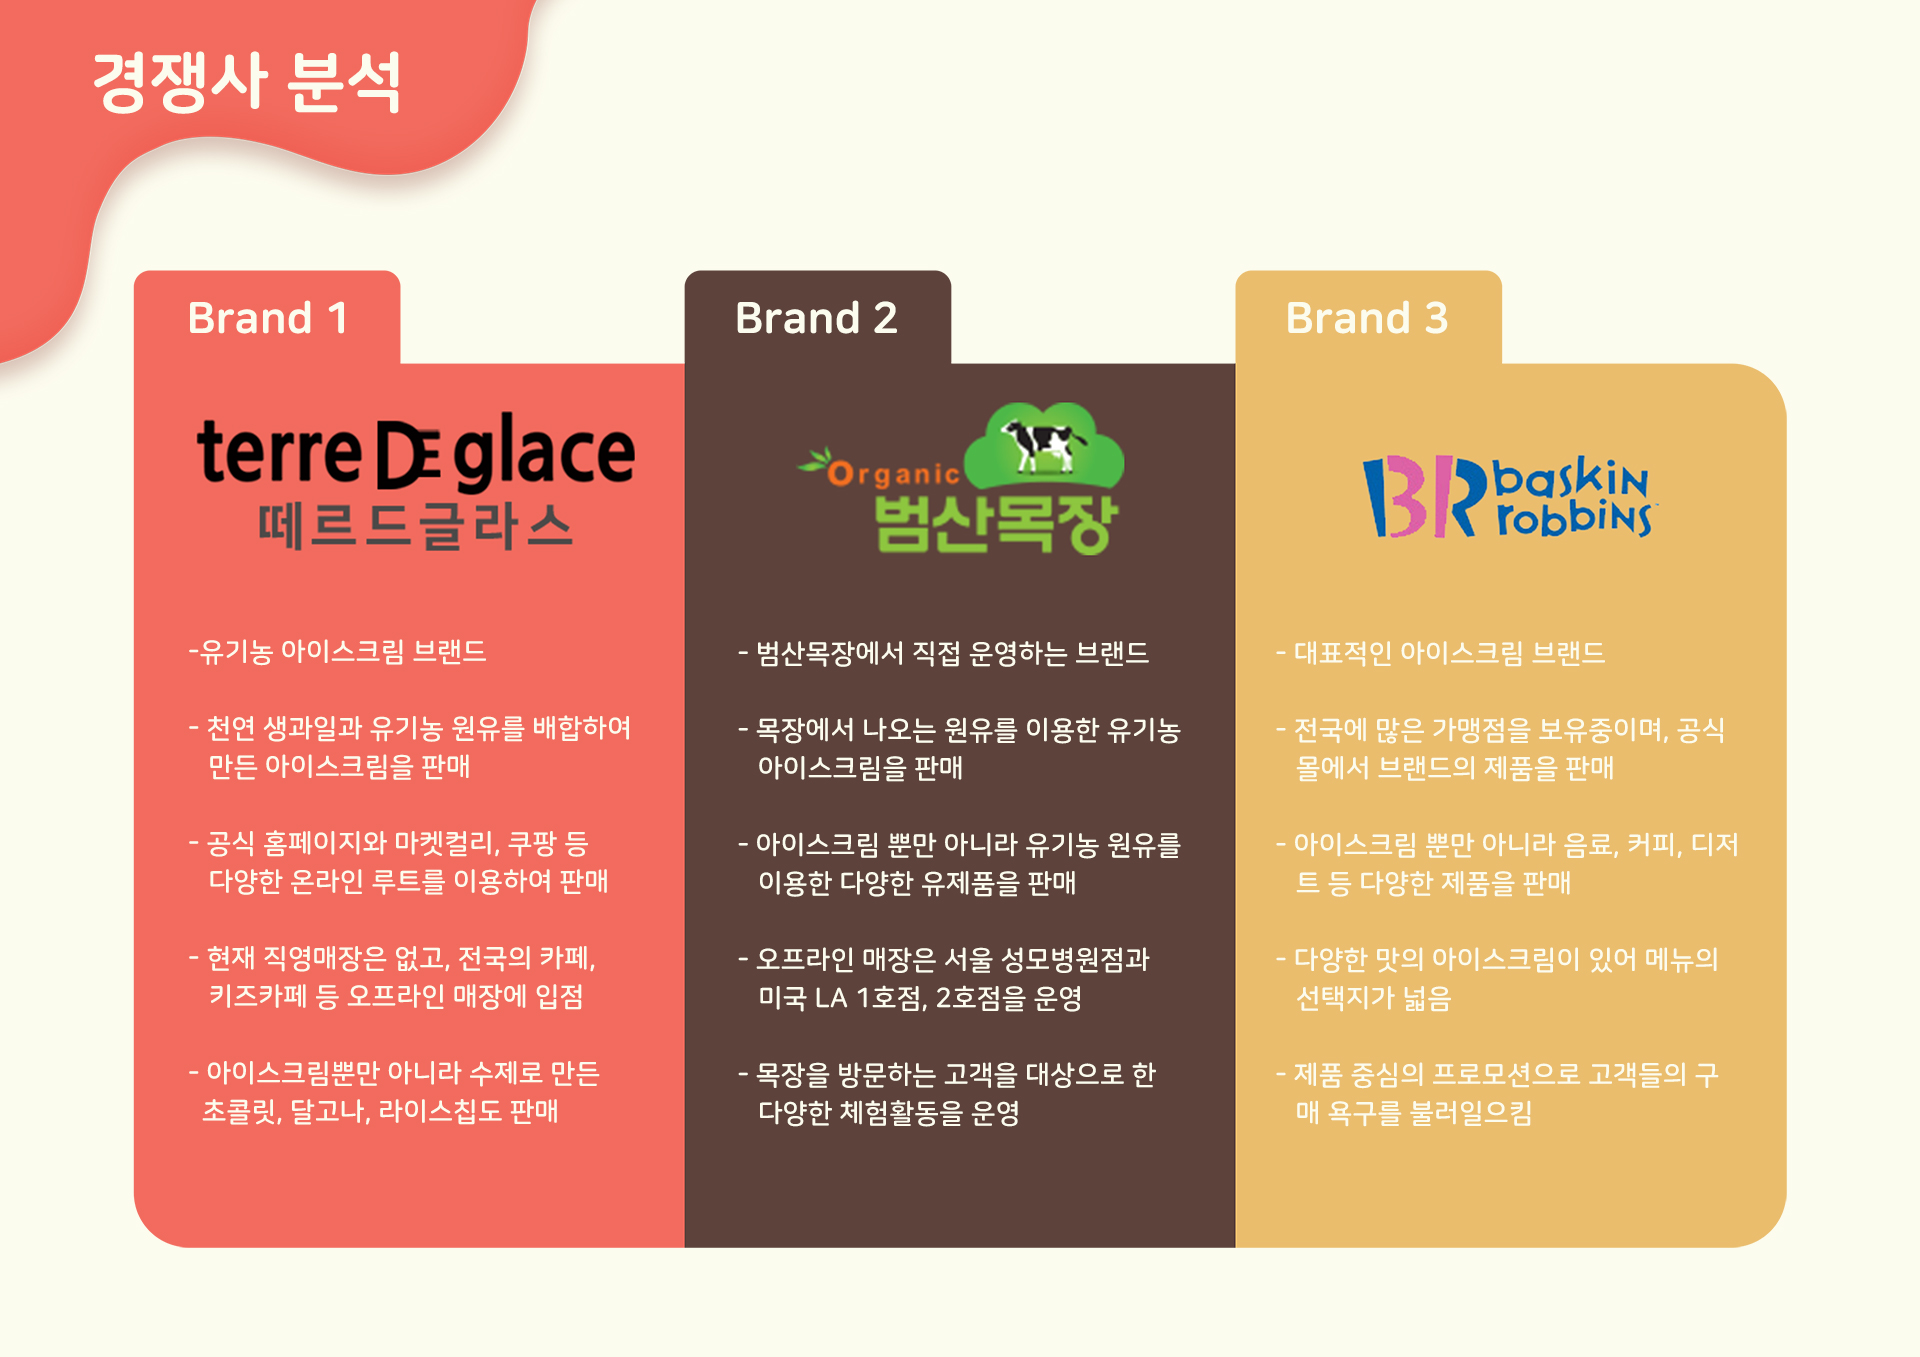 경쟁사 분석
Brand 1
terre DE glace
떼르드글라스
-유기농 아이스크림 브랜드
- 천연 생과일과 유기농 원유를 배합하여
만든 아이스크림을 판매
- 공식 홈페이지와 마켓컬리, 쿠팡 등
다양한 온라인 루트를 이용하여 판매
- 현재 직영매장은 없고, 전국의 카페,
키즈카페 등 오프라인 매장에 입점
- 아이스크림뿐만 아니라 수제로 만든
초콜릿, 달고나, 라이스칩도 판매
Brand 2
Organic
범산목장
- 범산목장에서 직접 운영하는 브랜드
- 목장에서 나오는 원유를 이용한 유기농
아이스크림을 판매
- 아이스크림 뿐만 아니라 유기농 원유를
이용한 다양한 유제품을 판매
- 오프라인 매장은 서울 성모병원점과
미국 LA 1호점, 2호점을 운영
- 목장을 방문하는 고객을 대상으로 한
다양한 체험활동을 운영
Brand 3
BR baskin
robbins
- 대표적인 아이스크림 브랜드
- 전국에 많은 가맹점을 보유중이며, 공식
몰에서 브랜드의 제품을 판매
- 아이스크림 뿐만 아니라 음료, 커피, 디저
트 등 다양한 제품을 판매
- 다양한 맛의 아이스크림이 있어 메뉴의
선택지가 넓음
- 제품 중심의 프로모션으로 고객들의 구
매 욕구를 불러일으킴